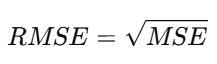 RMSE = √MSE